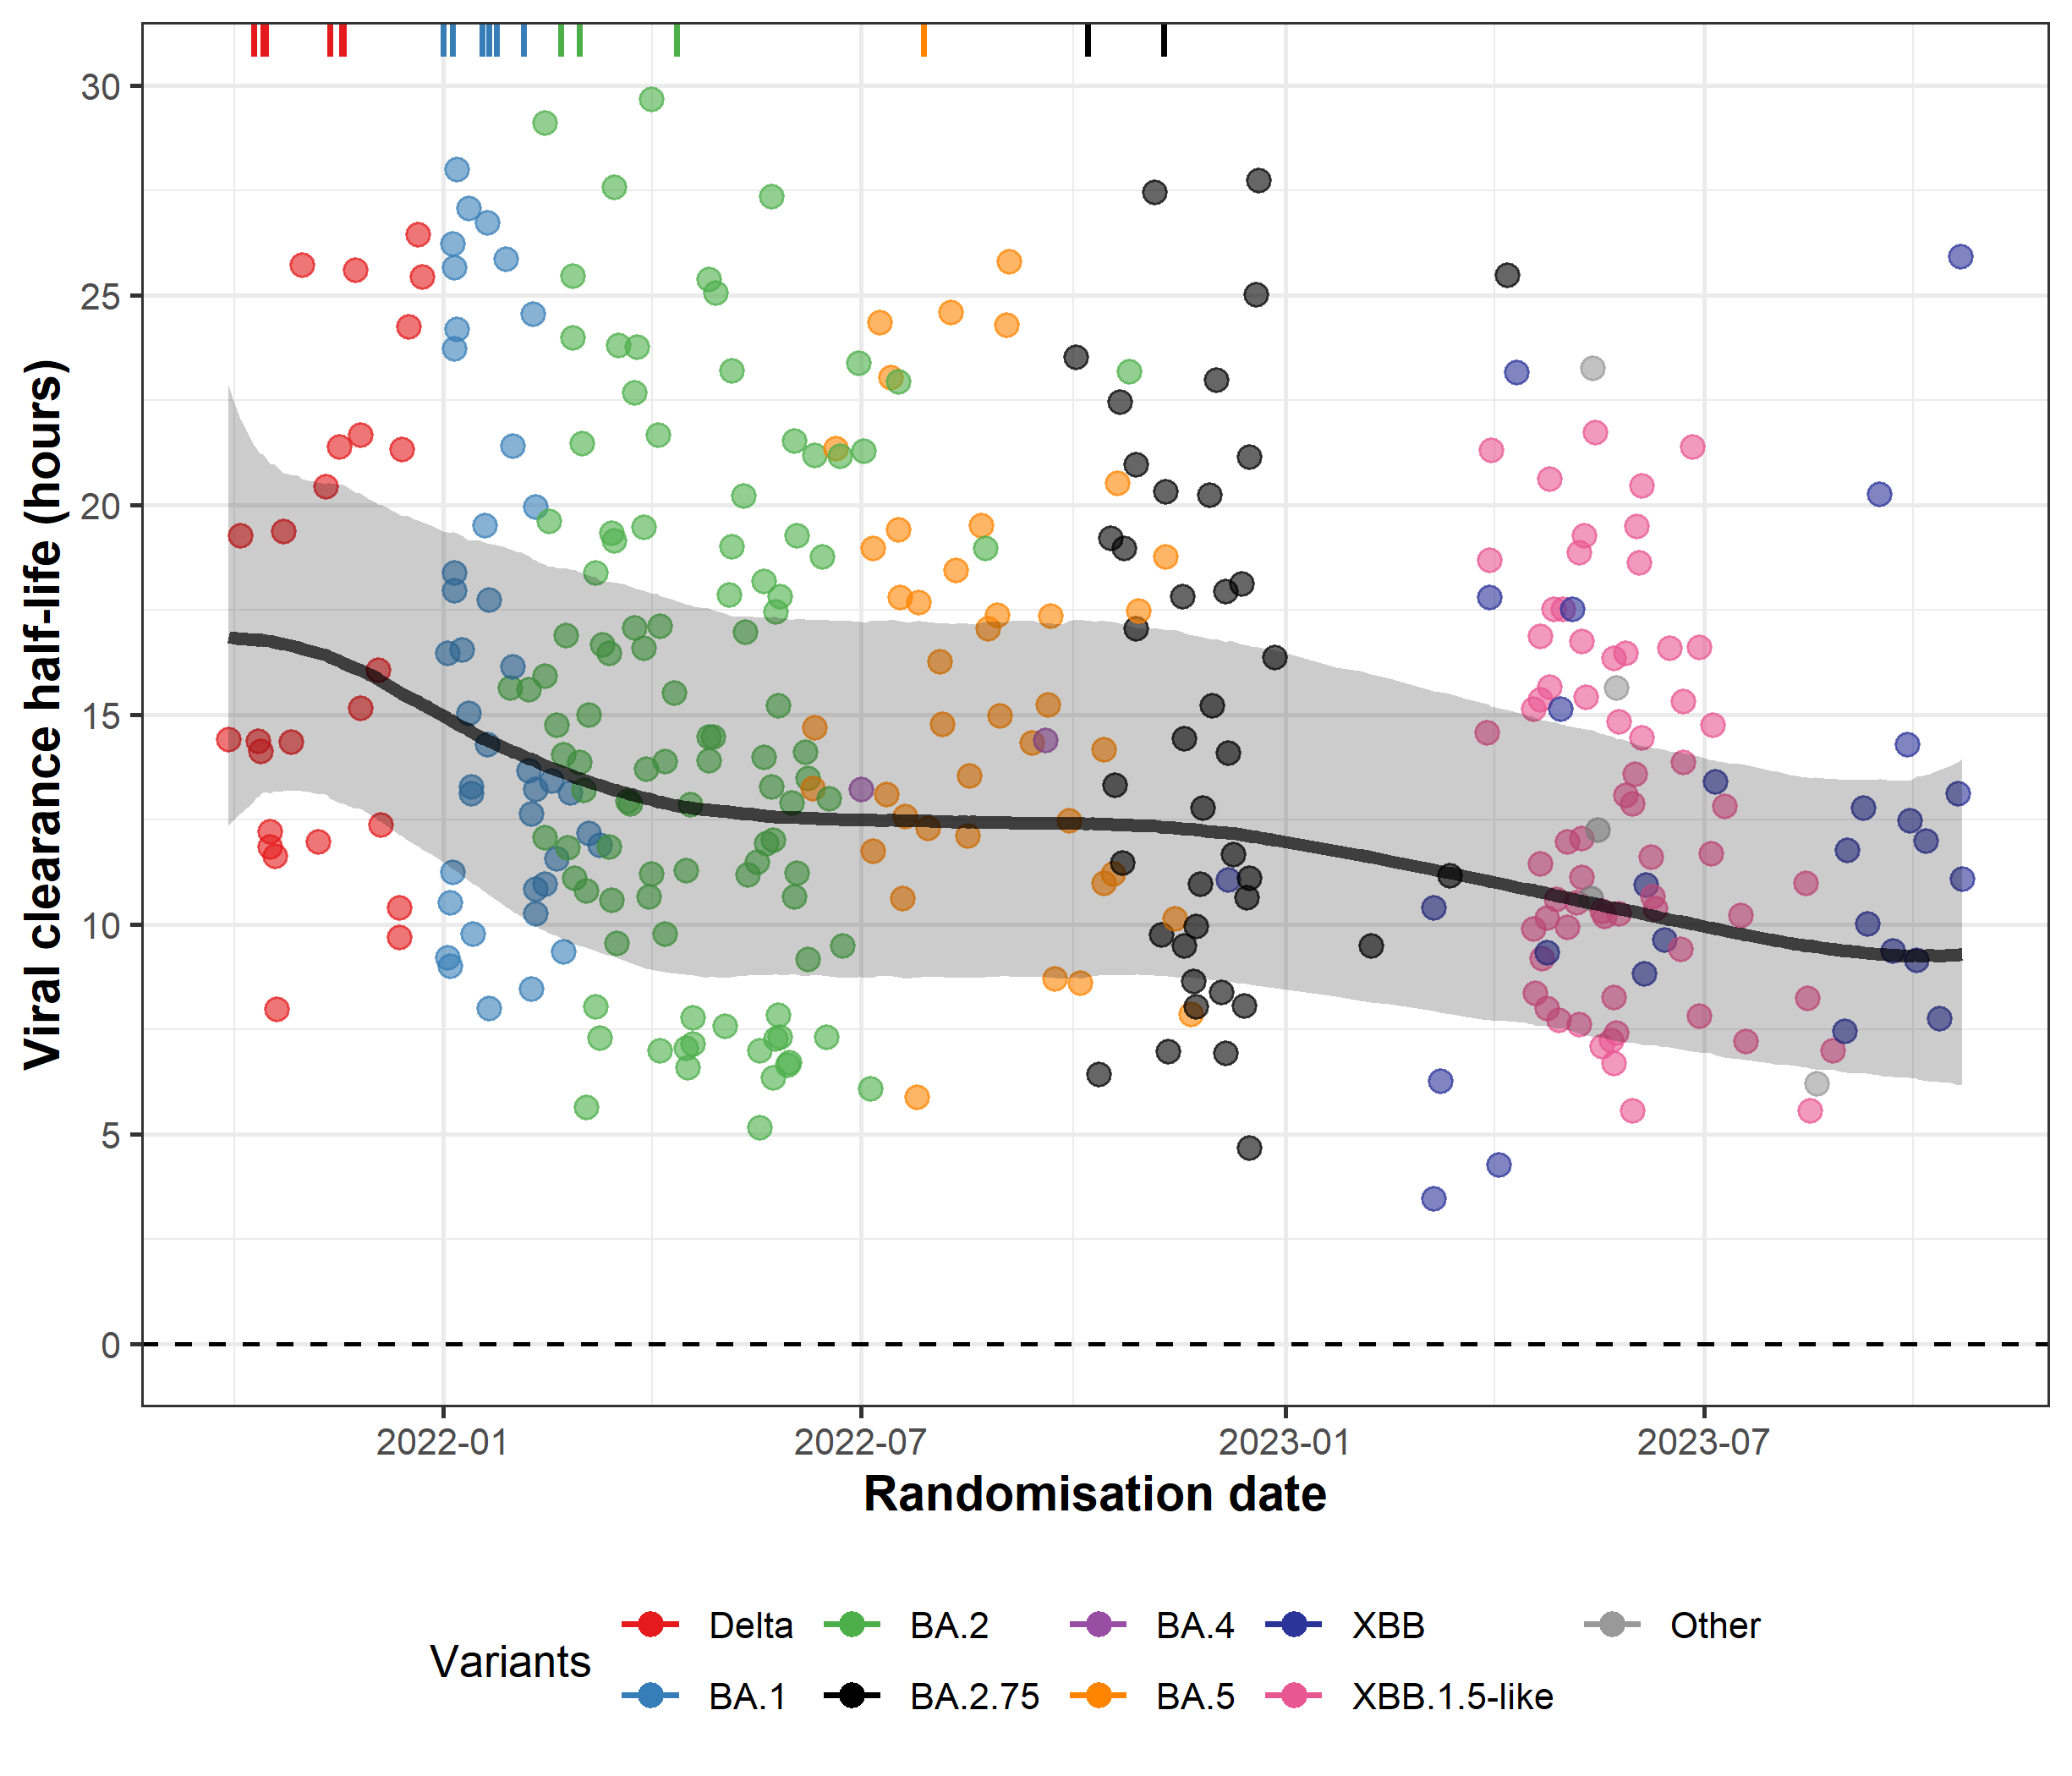 Viral clearance half-life (hours)
30
25
20
15
10
5
0
2022-01 2022-07 2023-01 2023-07
Randomisation date
Variants
Delta BA.2 BA.4 XBB Other
BA.1 BA.2.75 BA.5 XBB.1.5-like